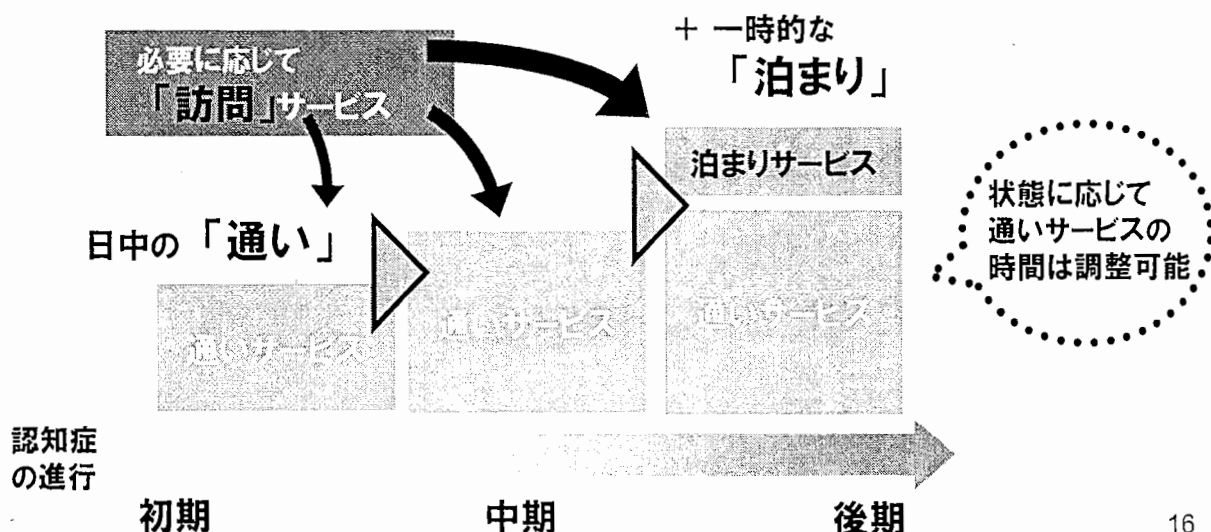 必要に応じて
「訪問」サービス
+ 一時的な
「泊まり」
泊まりサービス
日中の「通い」
通いサービス
通いサービス
通いサービス
状態に応じて
通いサービスの
時間は調整可能
認知症
の進行
初期
中期
後期
16